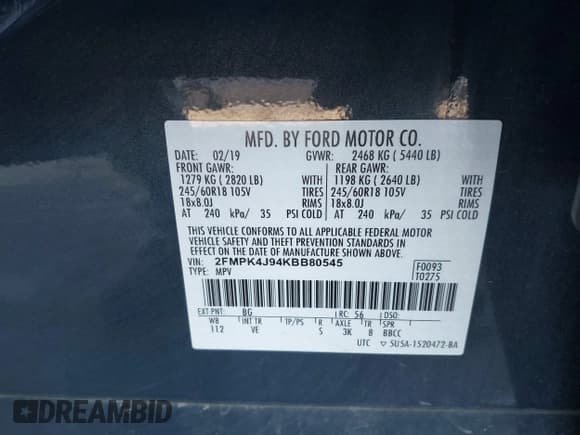 MFD. BY FORD MOTOR CO.
DATE: 02/19 GVWR: 2468 KG ( 5440 LB)
FRONT GAWR: REAR GAWR:
1279 KG ( 2820 LB) WITH 1198 KG ( 2640 LB) WITH
245/60R18 105V TIRES 245/60R18 105V TIRES
18x8.0J RIMS 18x8.0J RIMS
AT 240 kPa/ 35 PSI COLD AT 240 kPa/ 35 PSI COLD
THIS VEHICLE CONFORMS TO ALL APPLICABLE FEDERAL MOTOR
VEHICLE SAFETY AND THEFT PREVENTION STANDARDS IN
EFFECT ON THE DATE OF MANUFACTURE SHOWN ABOVE.
VIN: 2FMPK4J94KBB80545 F0093
TYPE: MPV T0275
EXT PNT: BG RC: 56 DSO:
WB INT TR TP/PS R AXLE TR SPR
112 VE S 3K 8 BBCC
UTC ▽ SU5A-1520472-BA
DREAMBID